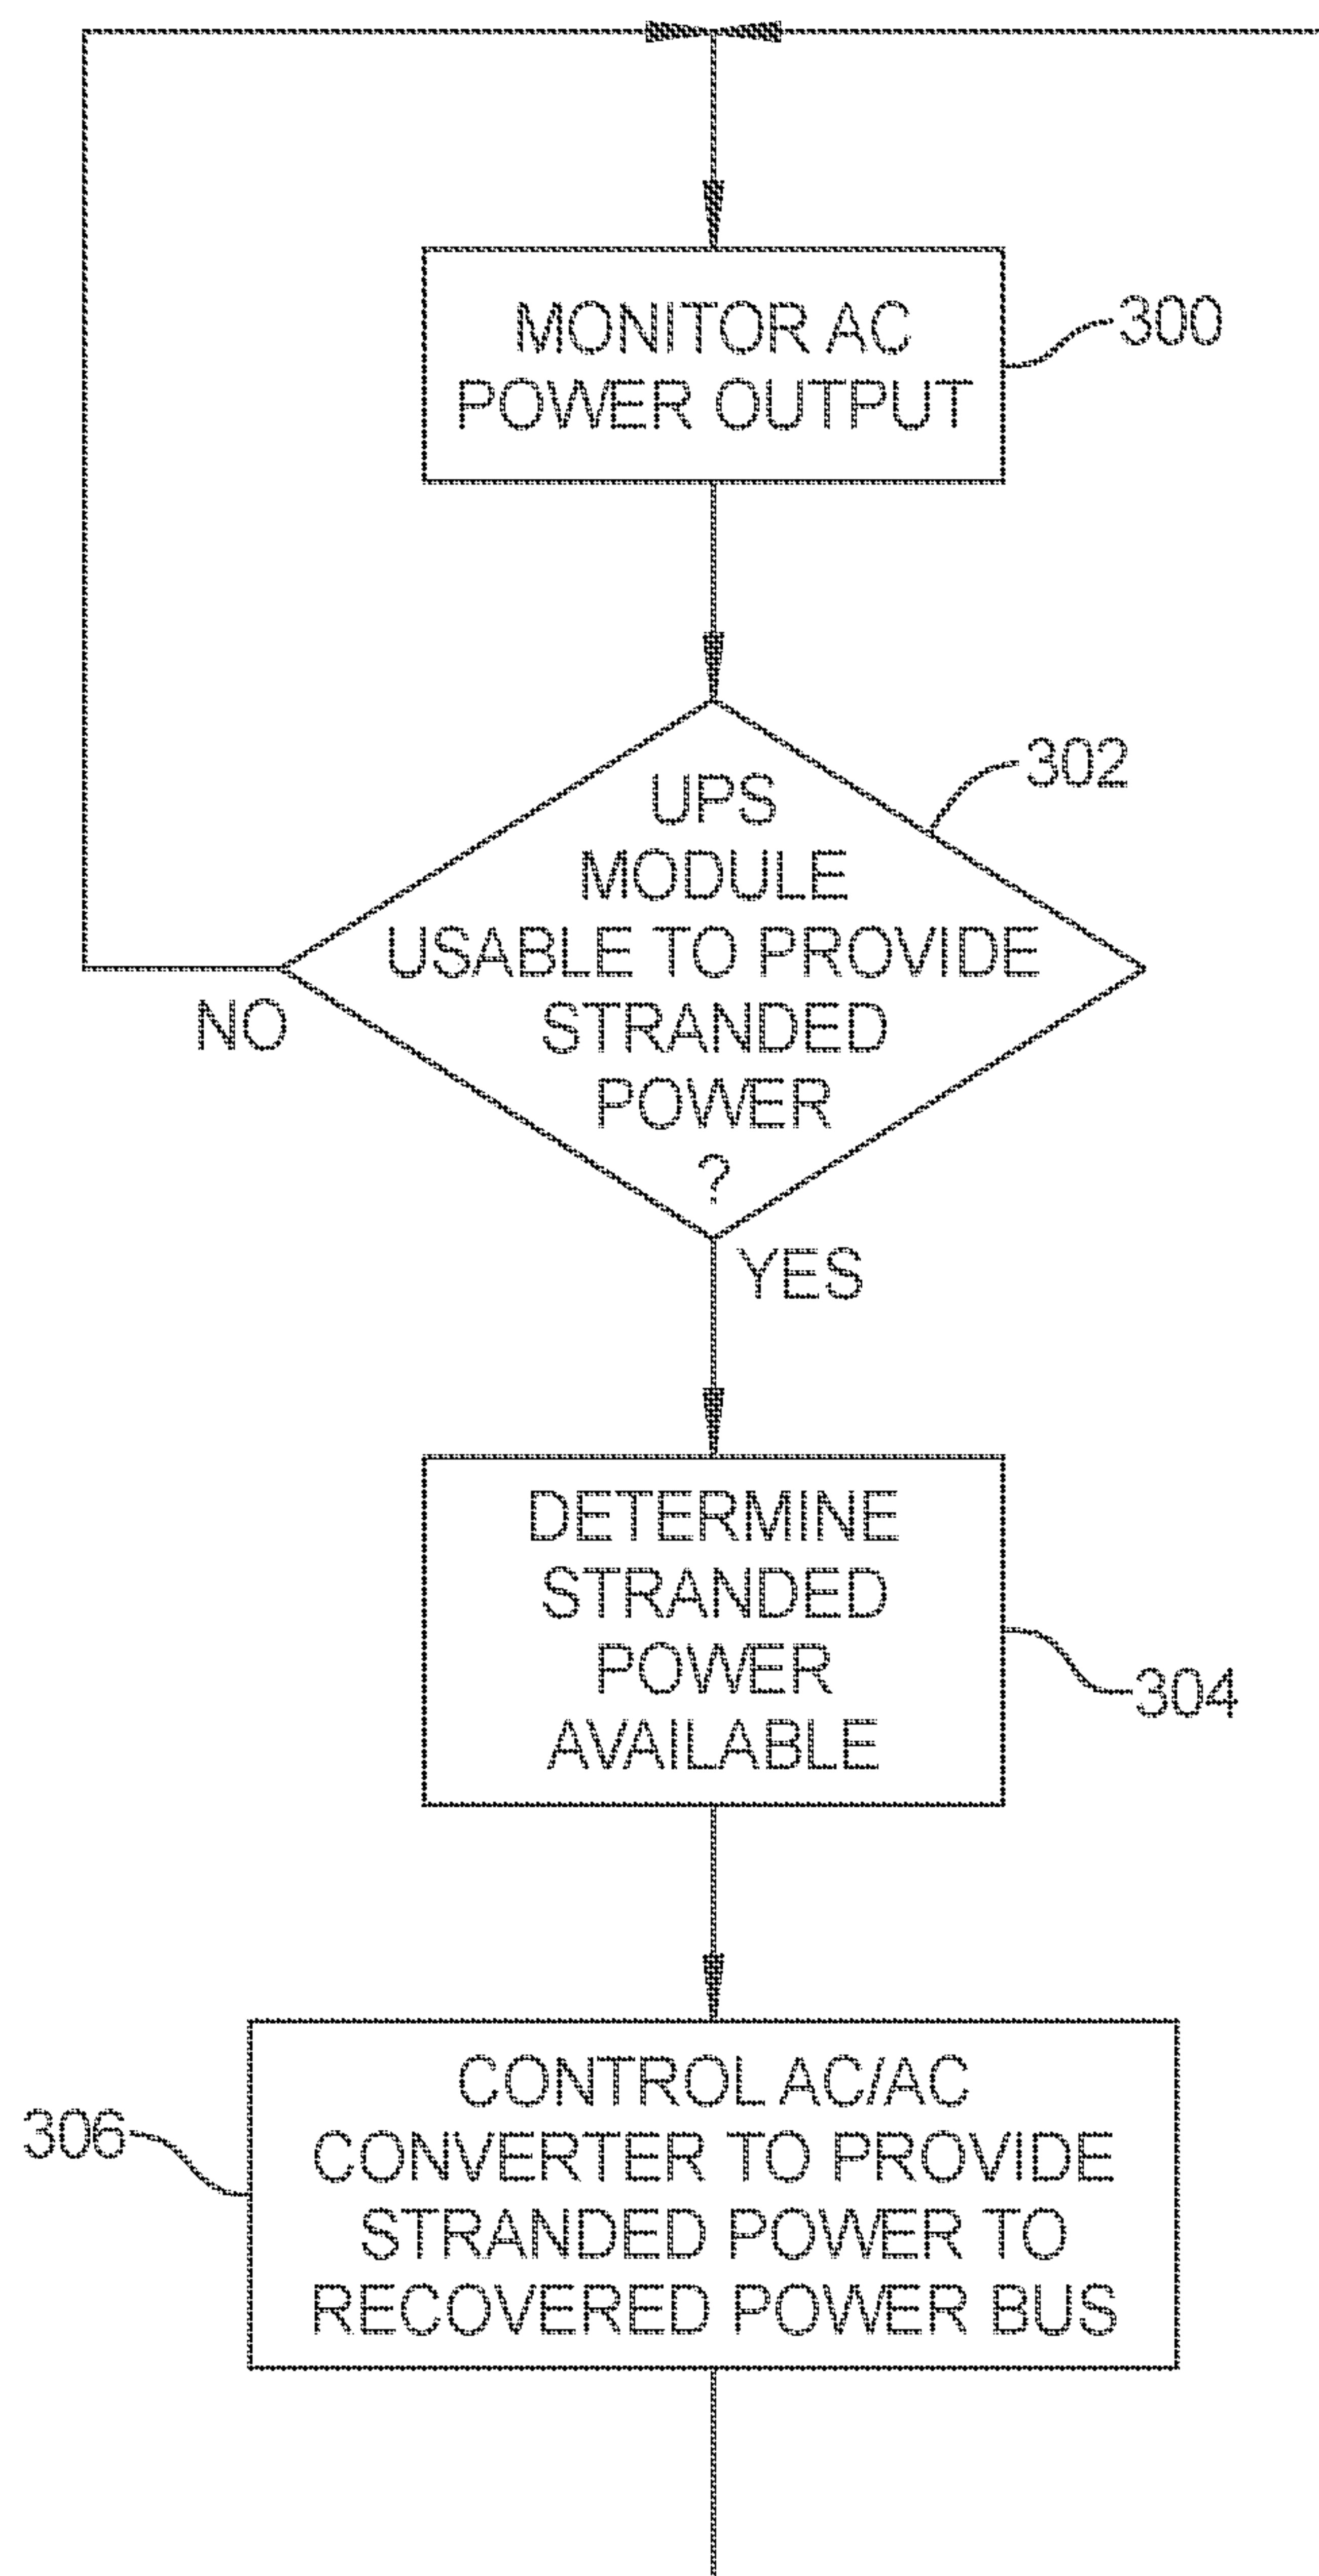 MONITOR AC
POWER OUTPUT
300
302
UPS
MODULE
USABLE TO PROVIDE
STRANDED
POWER
?
NO
YES
DETERMINE
STRANDED
POWER
AVAILABLE
304
CONTROL AC/AC
CONVERTER TO PROVIDE
STRANDED POWER TO
RECOVERED POWER BUS
306